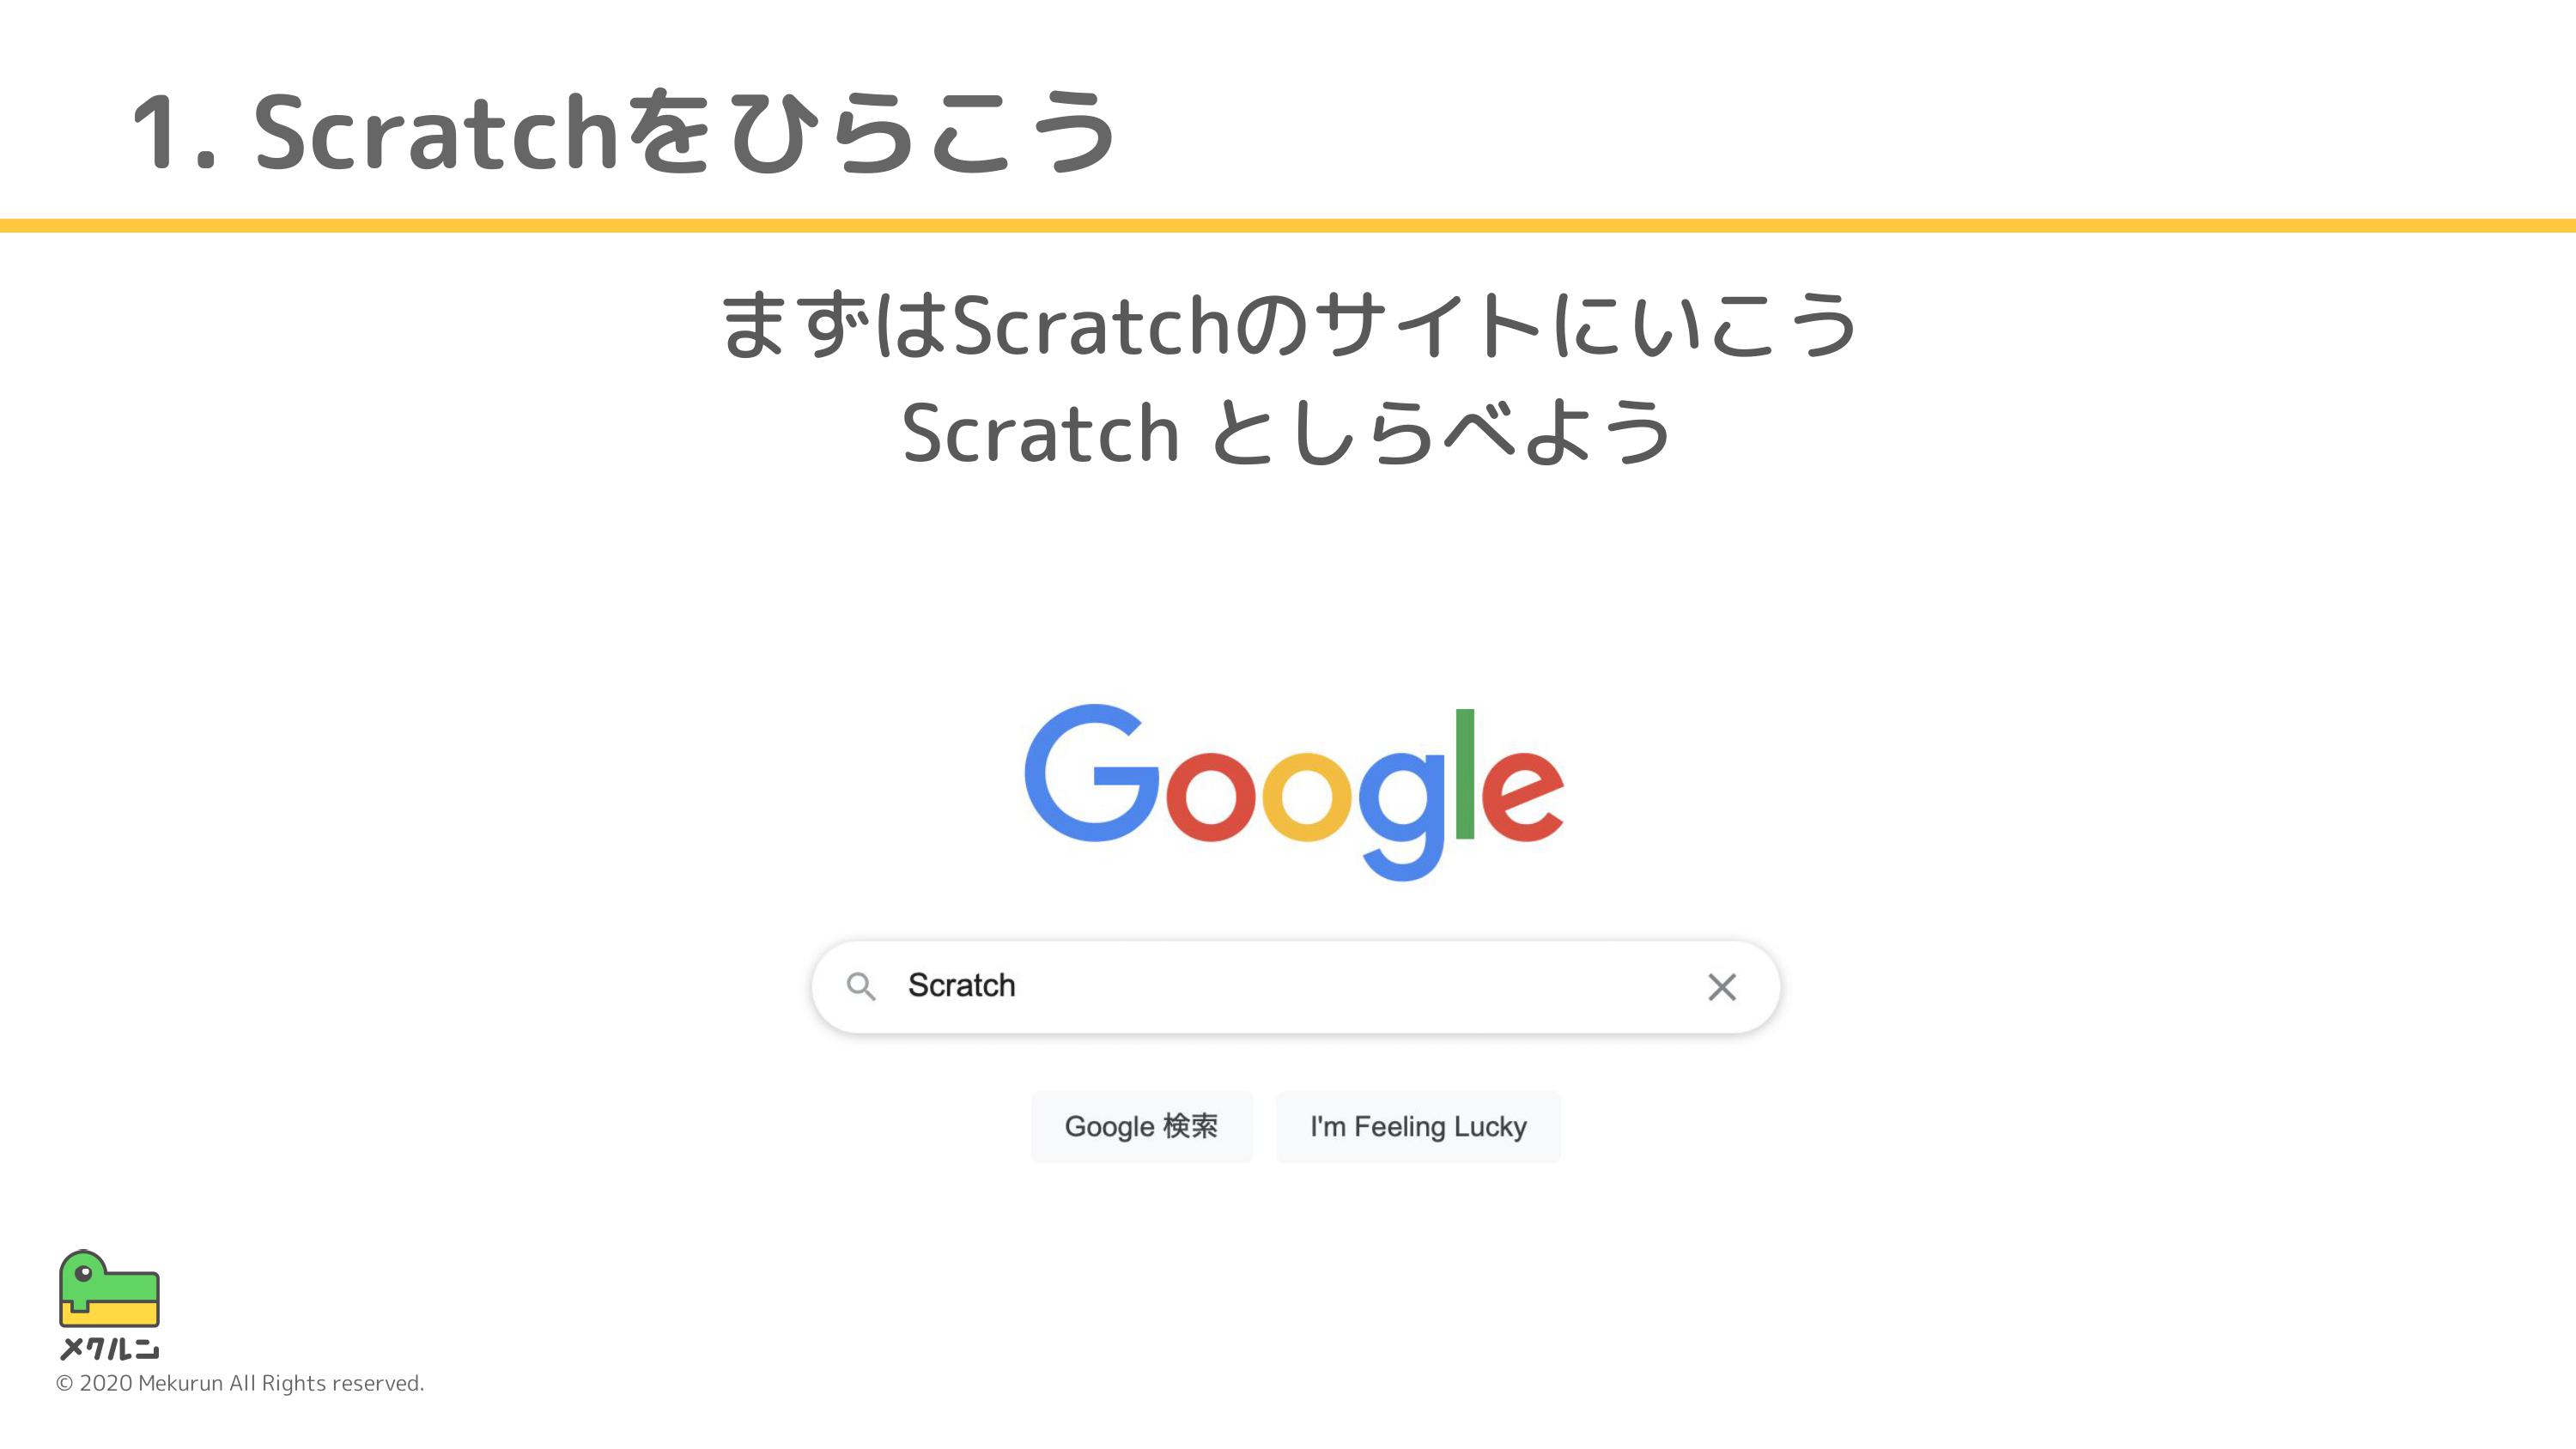 1. Scratchをひらこう
まずはScratchのサイトにいこう
Scratch としらべよう
Google
Scratch
Google 検索
I'm Feeling Lucky
メクルン
© 2020 Mekurun All Rights reserved.